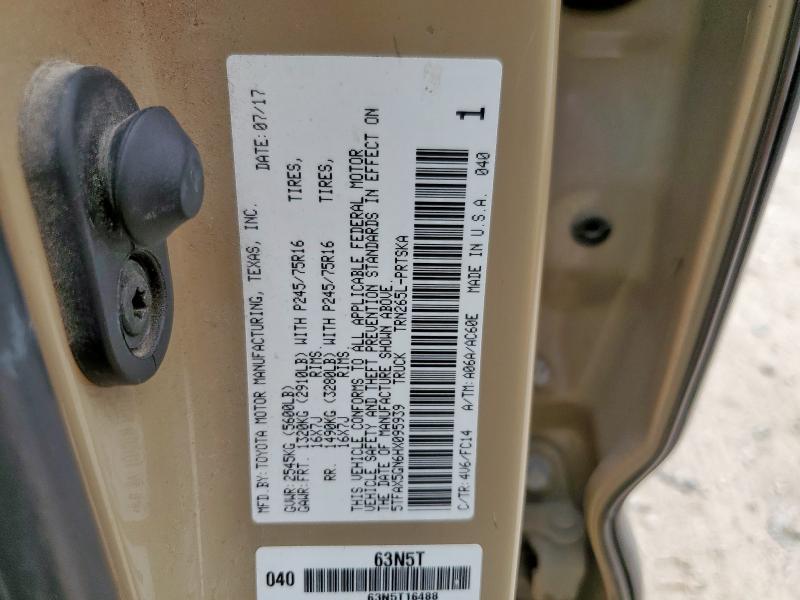 MFD.BY: TOYOTA MOTOR MANUFACTURING, TEXAS, INC. DATE: 07/17
GVWR: 2545KG (5600LB)
GAWR: FRT. 1320KG (2910LB) WITH P245/75R16 TIRES,
16X7J RIMS,
RR. 1490KG (3280LB) WITH P245/75R16 TIRES,
16X7J RIMS.
THIS VEHICLE CONFORMS TO ALL APPLICABLE FEDERAL MOTOR
VEHICLE SAFETY AND THEFT PREVENTION STANDARDS IN EFFECT ON
THE DATE OF MANUFACTURE SHOWN ABOVE.
5TFAX5GN6HX095939 TRUCK TRN265L-PRTSKA
C/TR: 4V6/FC14 A/TM: A06A/AC60E
MADE IN U.S.A. 040
1
63N5T
040
63N5T16488